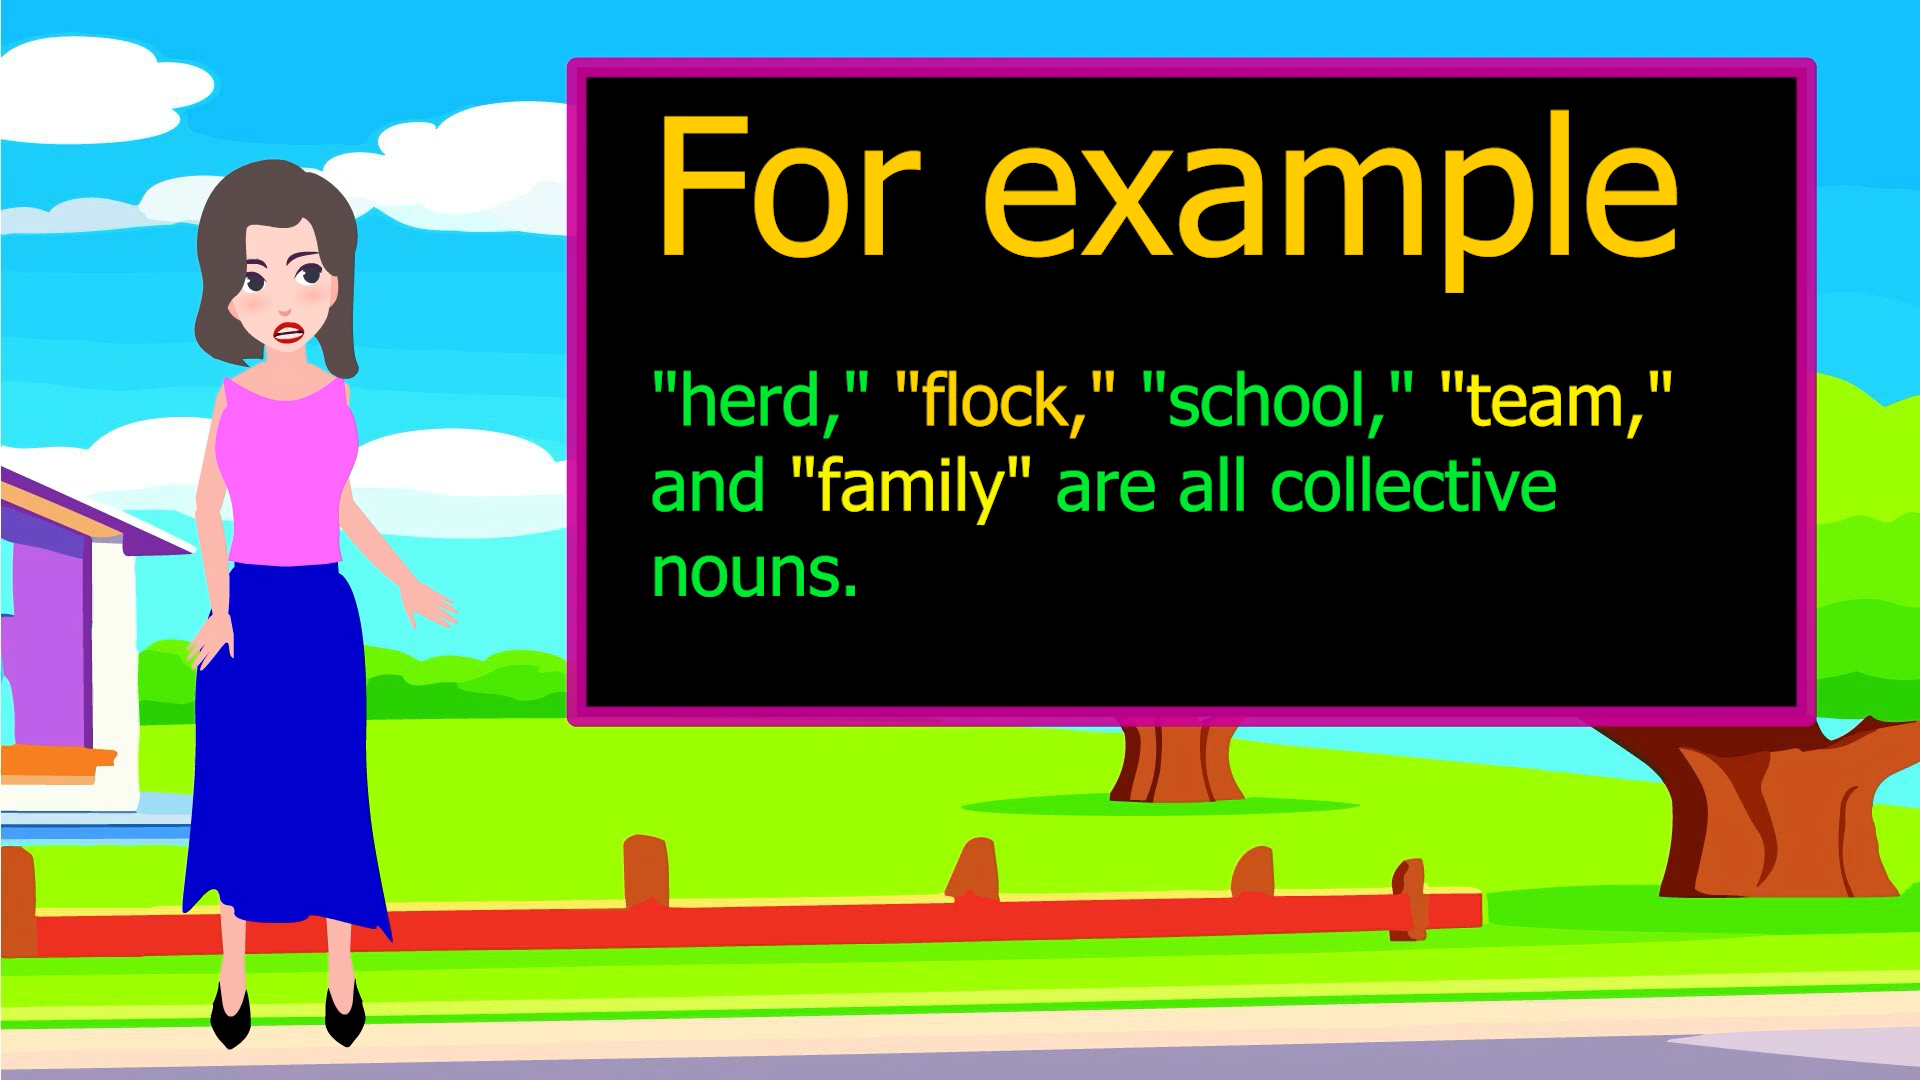 For example
"herd," "flock," "school," "team,"
and "family" are all collective
nouns.